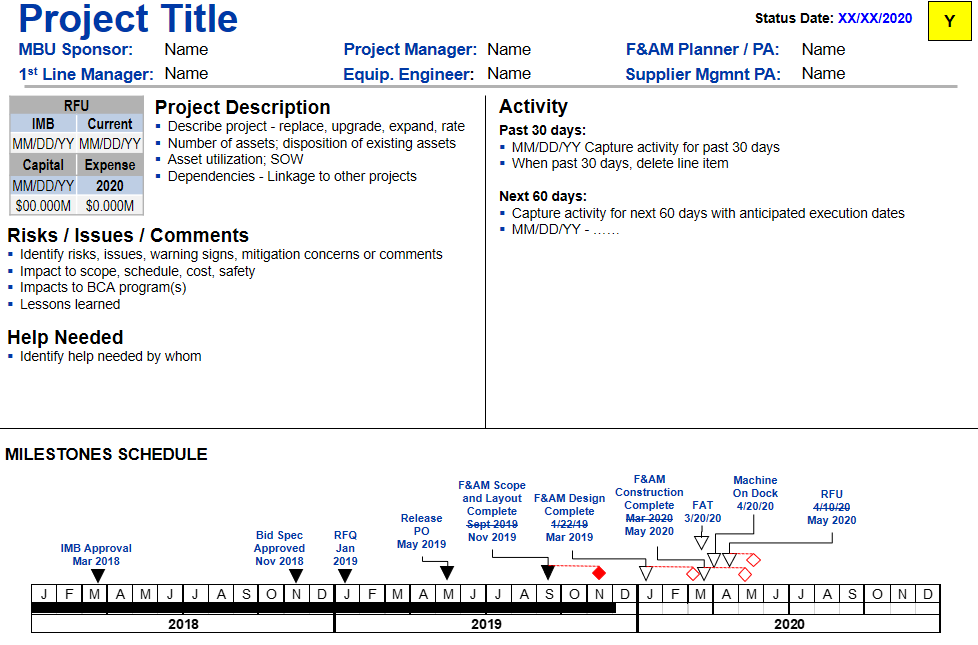 Project Title
Status Date: XX/XX/2020
Y
MBU Sponsor: Name
Project Manager: Name
F&AM Planner / PA: Name
1st Line Manager: Name
Equip. Engineer: Name
Supplier Mgmnt PA: Name
RFU
IMB Current
MM/DD/YY MM/DD/YY
Capital Expense
MM/DD/YY 2020
$00.000M $0.000M
Project Description
▪ Describe project - replace, upgrade, expand, rate
▪ Number of assets; disposition of existing assets
▪ Asset utilization; SOW
▪ Dependencies - Linkage to other projects
Risks / Issues / Comments
▪ Identify risks, issues, warning signs, mitigation concerns or comments
▪ Impact to scope, schedule, cost, safety
▪ Impacts to BCA program(s)
▪ Lessons learned
Help Needed
▪ Identify help needed by whom
Activity
Past 30 days:
▪ MM/DD/YY Capture activity for past 30 days
▪ When past 30 days, delete line item
Next 60 days:
▪ Capture activity for next 60 days with anticipated execution dates
▪ MM/DD/YY - ……
MILESTONES SCHEDULE
IMB Approval
Mar 2018
Bid Spec
Approved
Nov 2018
RFQ
Jan
2019
Release
PO
May 2019
F&AM Scope
and Layout
Complete
Sept 2019
Nov 2019
F&AM Design
Complete
1/22/19
Mar 2019
F&AM
Construction
Complete
Mar 2020
May 2020
FAT
3/20/20
Machine
On Dock
4/20/20
RFU
4/10/20
May 2020
J F M A M J J A S O N D J F M A M J J A S O N D J F M A M J J A S O N D
2018 2019 2020